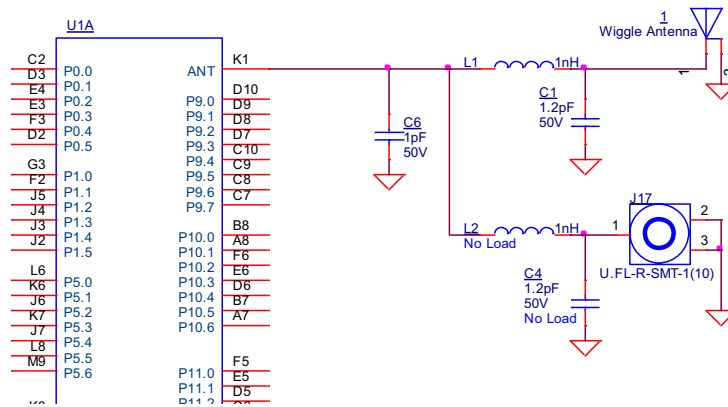 U1A
1
Wiggle Antenna
C2 P0.0 ANT K1
D3 P0.1
E4 P0.2 P9.0 D10
E3 P0.3 P9.1 D9
F3 P0.4 P9.2 D8
D2 P0.5 P9.3 D7
P9.4 C10
G3 P1.0 P9.5 C9
F2 P1.1 P9.6 C8
J5 P1.2 P9.7 C7
J4 P1.3
J3 P1.4 P10.0 B8
J2 P1.5 P10.1 A8
P10.2 F6
L6 P5.0 P10.3 E6
K6 P5.1 P10.4 D6
J6 P5.2 P10.5 B7
K7 P5.3 P10.6 A7
J7 P5.4
L8 P5.5
M9 P5.6 P11.0 F5
P11.1 E5
P11.2 D5
L1 1nH
1
C6
1pF
50V
C1
1.2pF
50V
L2 1nH
No Load
C4
1.2pF
50V
No Load
J17
1
2
3
U.FL-R-SMT-1(10)